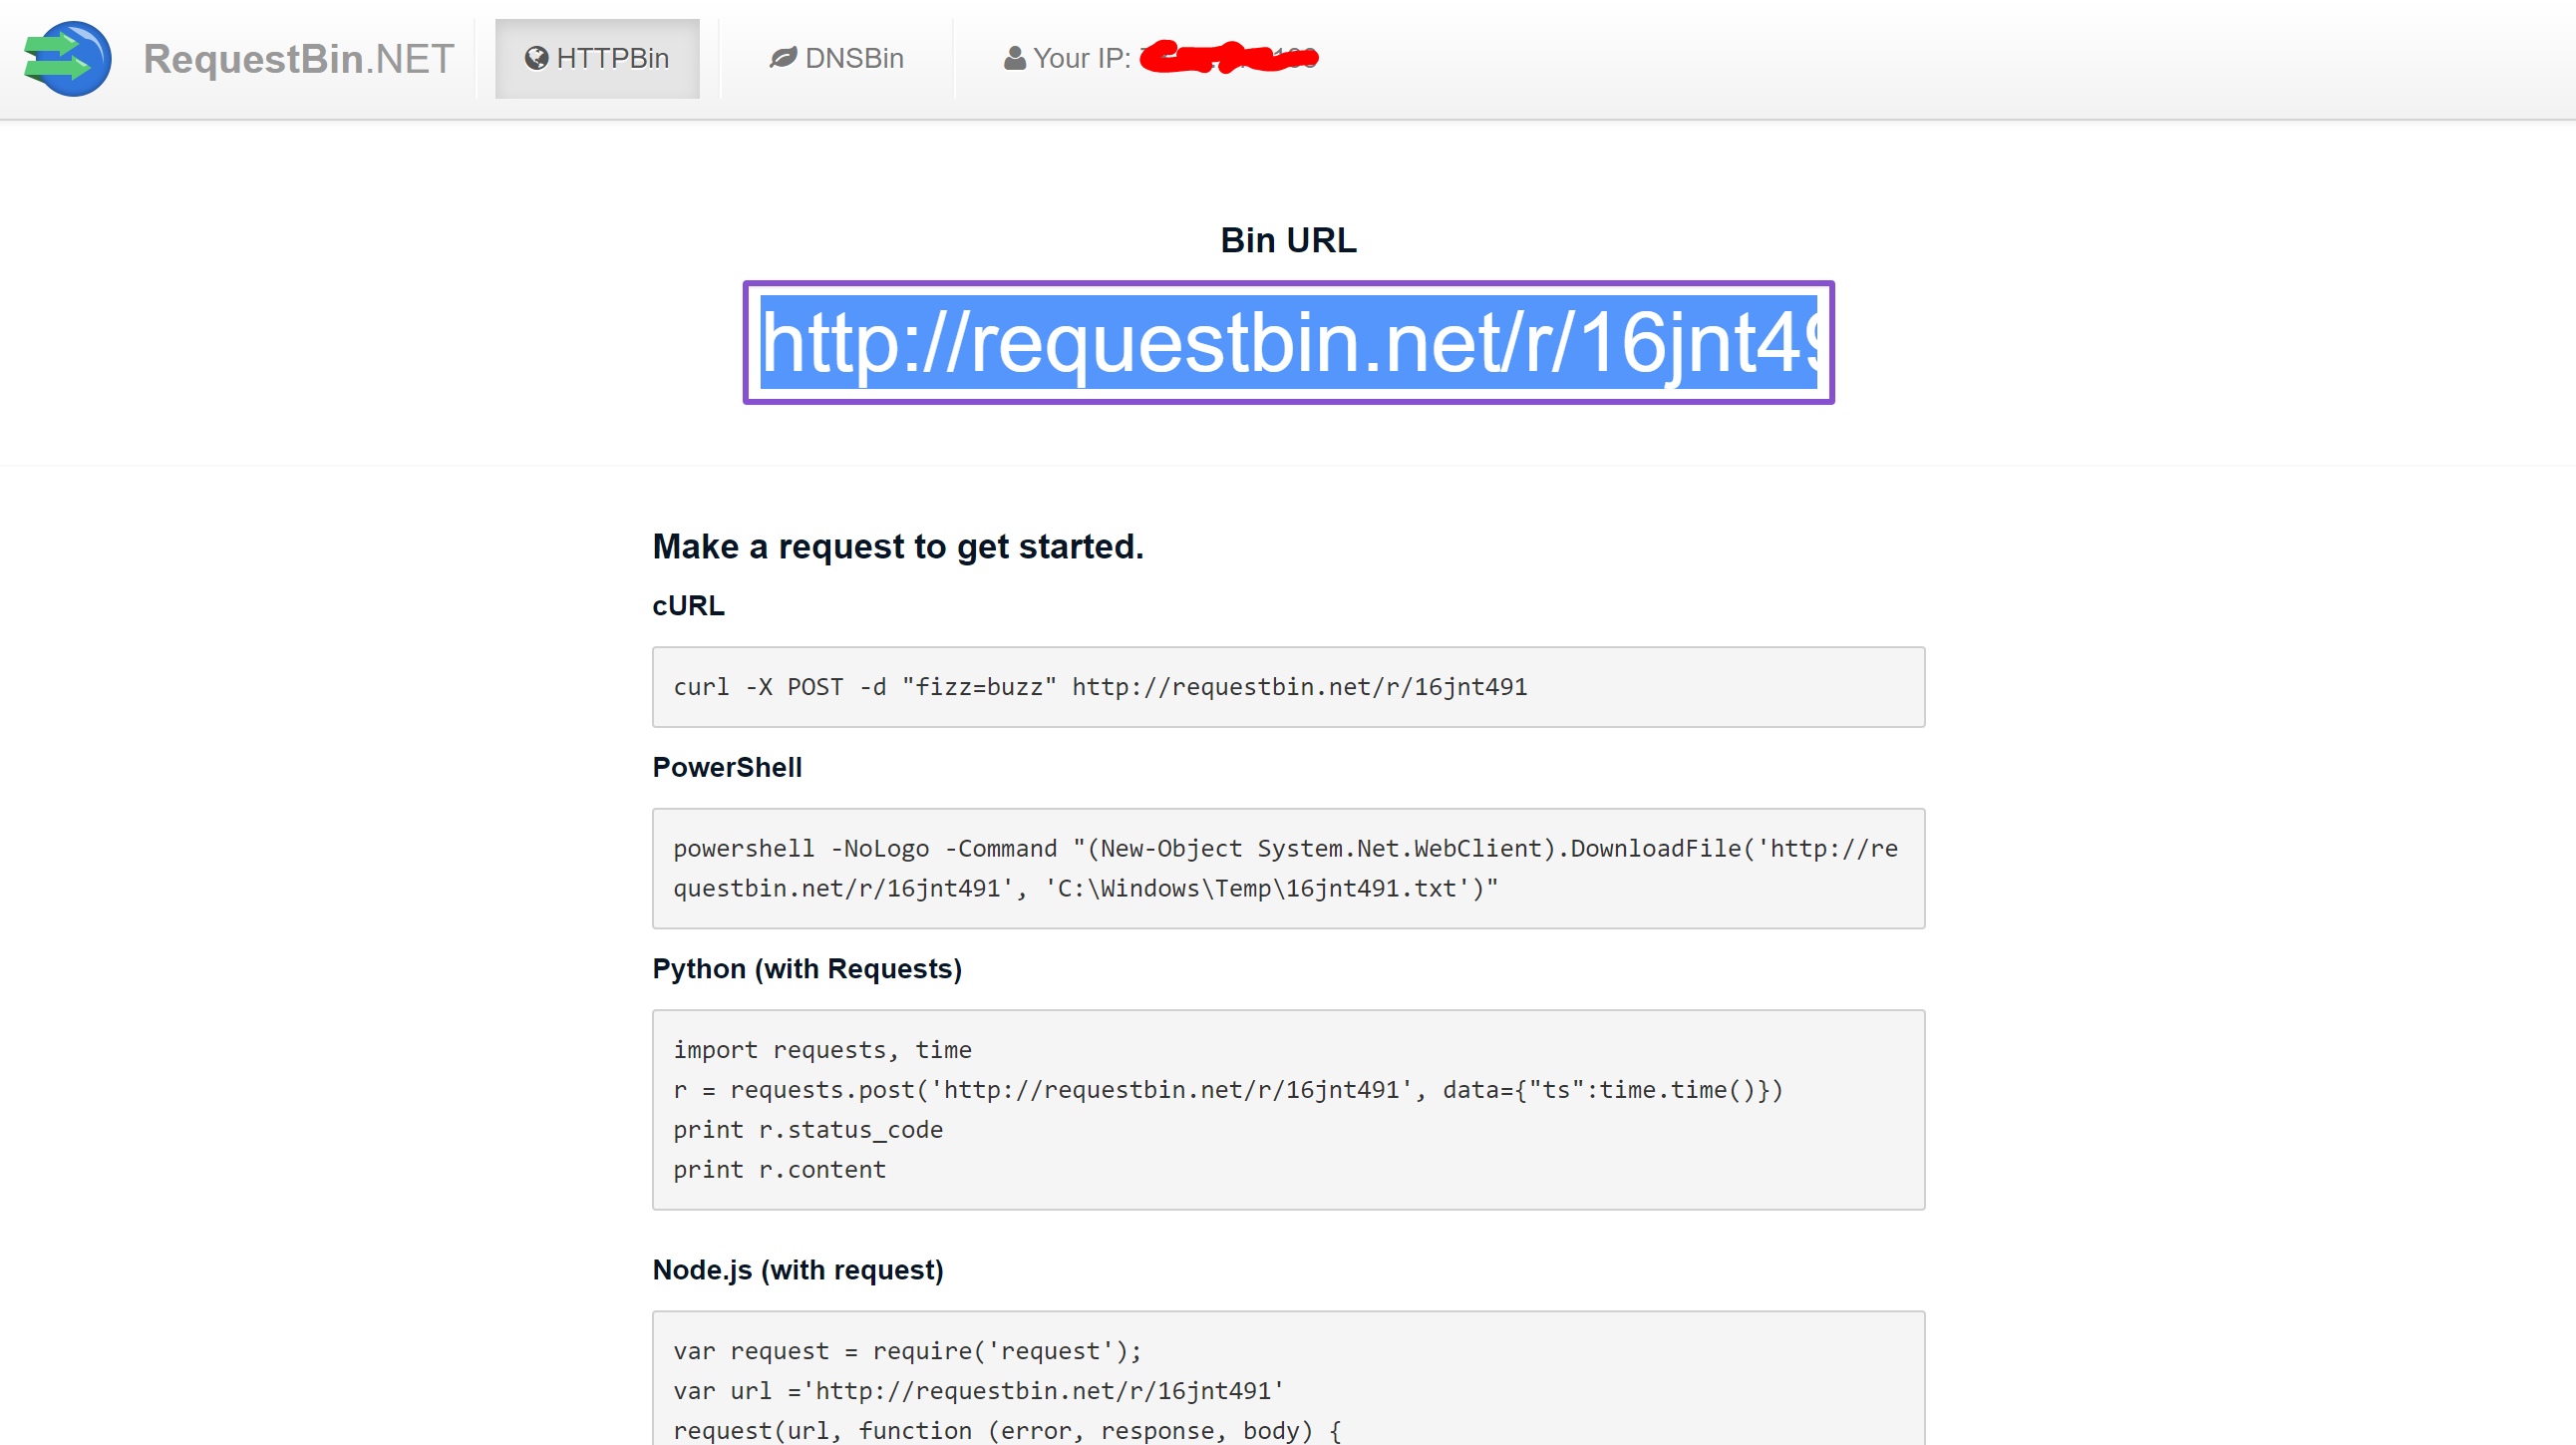 RequestBin.NET
HTTPBin
DNSBin
Your IP:
Bin URL
http://requestbin.net/r/16jnt49
Make a request to get started.
cURL
curl -X POST -d "fizz=buzz" http://requestbin.net/r/16jnt491
PowerShell
powershell -NoLogo -Command "(New-Object System.Net.WebClient).DownloadFile('http://re
questbin.net/r/16jnt491', 'C:\Windows\Temp\16jnt491.txt')"
Python (with Requests)
import requests, time
r = requests.post('http://requestbin.net/r/16jnt491', data={"ts":time.time()})
print r.status_code
print r.content
Node.js (with request)
var request = require('request');
var url ='http://requestbin.net/r/16jnt491'
request(url, function (error, response, body) {